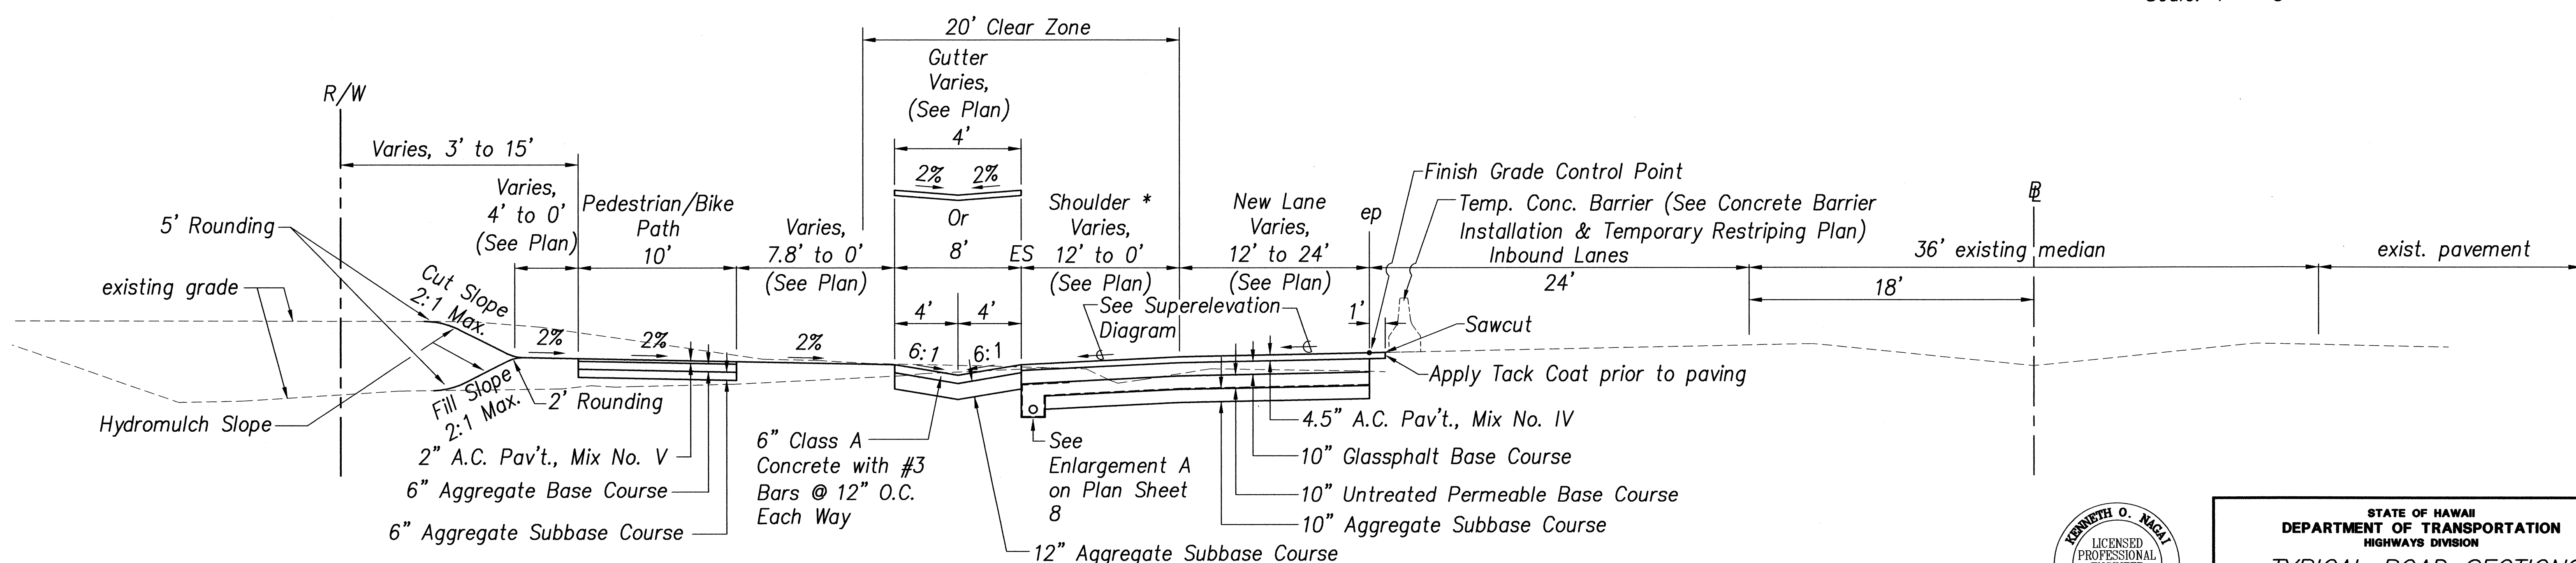 20' Clear Zone
Gutter
Varies,
(See Plan)
4'
2% 2%
Or
8'
R/W
Varies, 3' to 15'
Varies,
4' to 0'
(See Plan)
Pedestrian/Bike
Path
10'
Varies,
7.8' to 0'
(See Plan)
ES
Shoulder *
Varies,
12' to 0'
(See Plan)
New Lane
Varies,
12' to 24'
(See Plan)
ep
Finish Grade Control Point
Temp. Conc. Barrier (See Concrete Barrier
Installation & Temporary Restriping Plan)
Inbound Lanes
24'
36' existing median
18'
exist. pavement
5' Rounding
existing grade
Cut Slope
2:1 Max.
2%
2%
2%
4' 4'
6:1 6:1
See Superelevation
Diagram
1'
Sawcut
Apply Tack Coat prior to paving
Fill Slope
2:1 Max.
2' Rounding
Hydromulch Slope
2" A.C. Pav't., Mix No. V
6" Aggregate Base Course
6" Aggregate Subbase Course
6" Class A
Concrete with #3
Bars @ 12" O.C.
Each Way
See
Enlargement A
on Plan Sheet
8
12" Aggregate Subbase Course
4.5" A.C. Pav't., Mix No. IV
10" Glassphalt Base Course
10" Untreated Permeable Base Course
10" Aggregate Subbase Course
KENNETH O. NAGAI
LICENSED
PROFESSIONAL
STATE OF HAWAII
DEPARTMENT OF TRANSPORTATION
HIGHWAYS DIVISION
TYPICAL ROAD SECTIONS